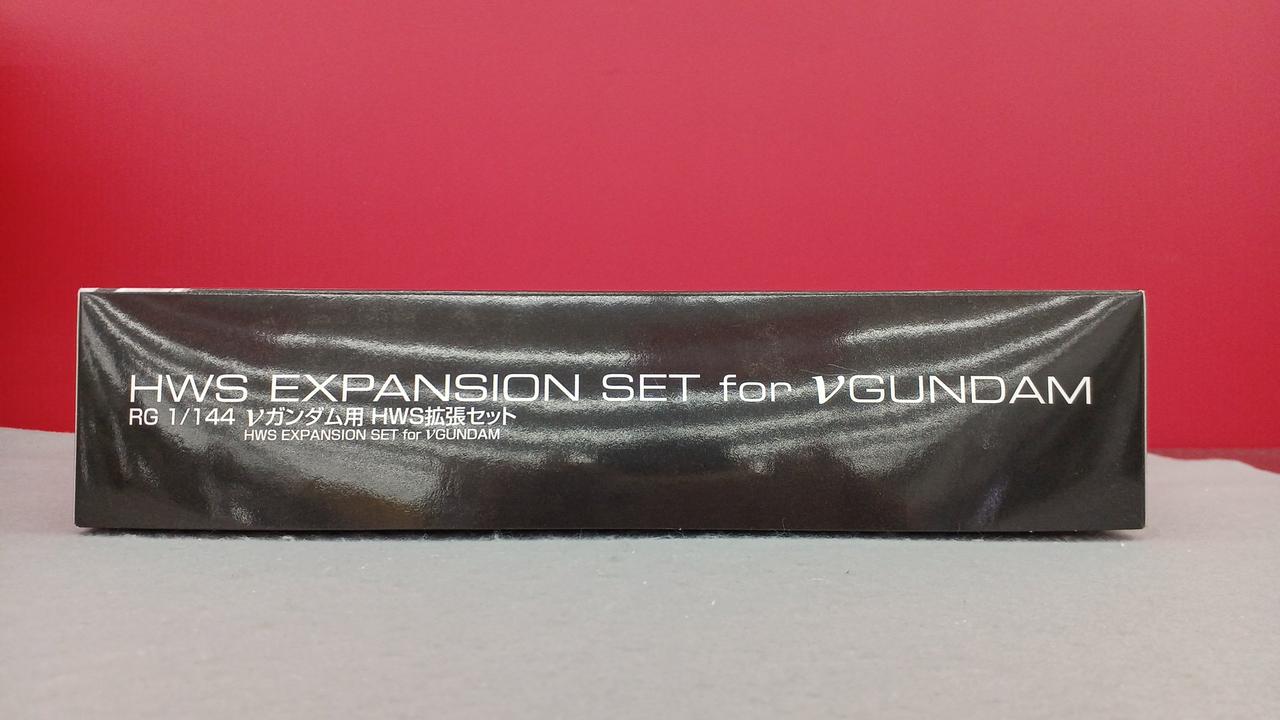 HWS EXPANSION SET for νGUNDAM
RG 1/144 νガンダム用 HWS拡張セット
HWS EXPANSION SET for νGUNDAM